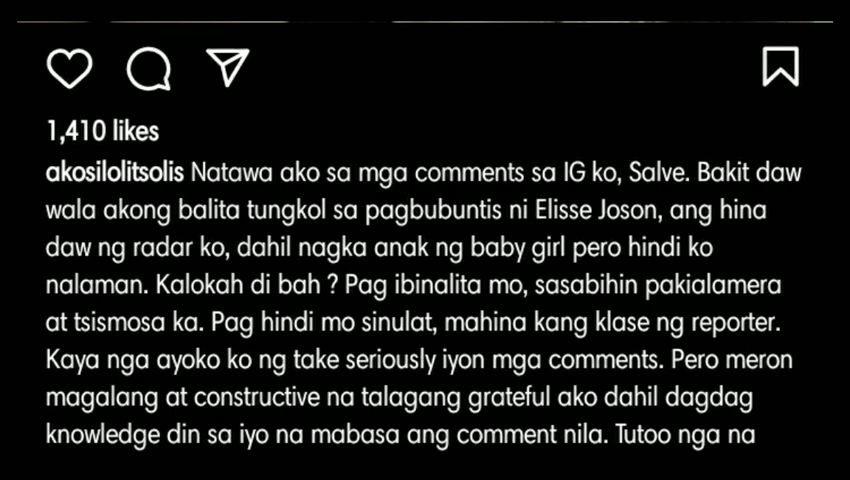 1,410 likes
akosilolitsolis Natawa ako sa mga comments sa IG ko, Salve. Bakit daw
wala akong balita tungkol sa pagbubuntis ni Elisse Joson, ang hina
daw ng radar ko, dahil nagka anak ng baby girl pero hindi ko
nalaman. Kalokah di bah ? Pag ibinalita mo, sasabihin pakialamera
at tsismosa ka. Pag hindi mo sinulat, mahina kang klase ng reporter.
Kaya nga ayoko ko ng take seriously iyon mga comments. Pero meron
magalang at constructive na talagang grateful ako dahil dagdag
knowledge din sa iyo na mabasa ang comment nila. Tutoo nga na